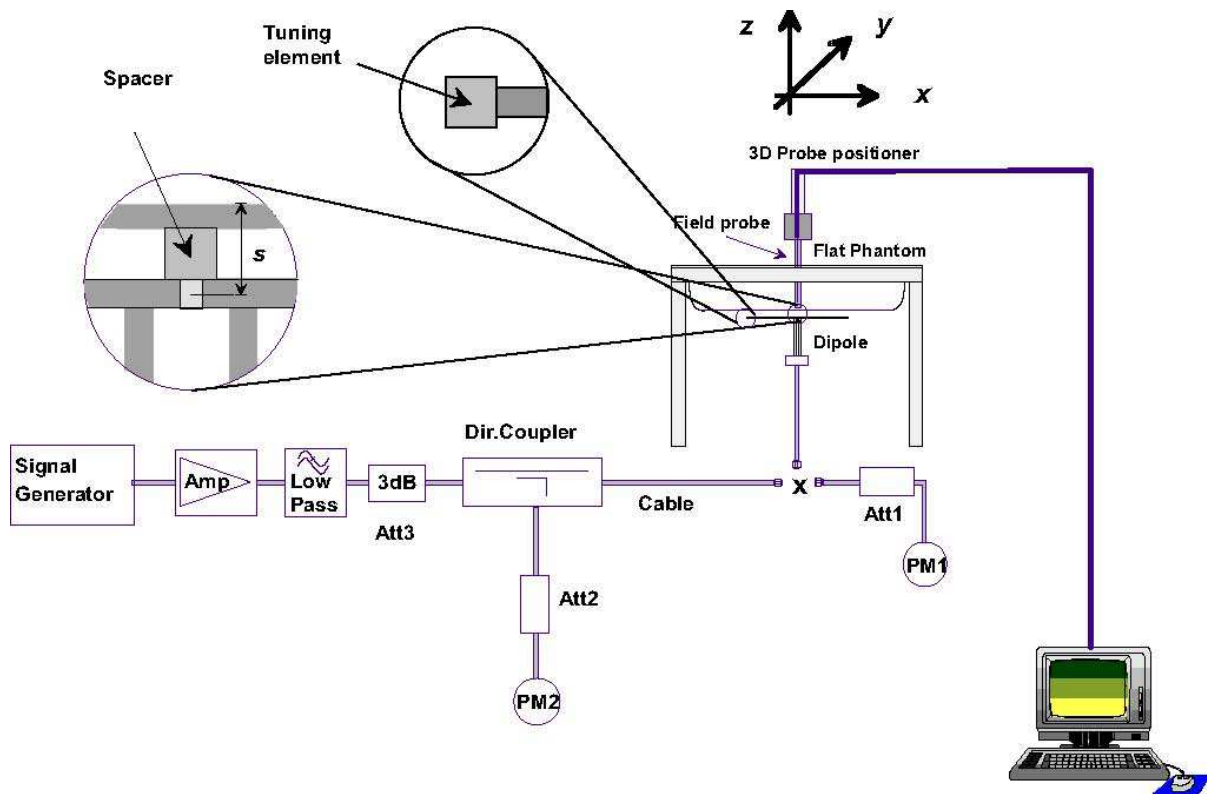 Tuning
element
Spacer
s
z
y
x
3D Probe positioner
Field probe
Flat Phantom
Dipole
Dir.Coupler
Signal
Generator
Amp
Low
Pass
3dB
Att3
Cable
x
Att1
PM1
Att2
PM2